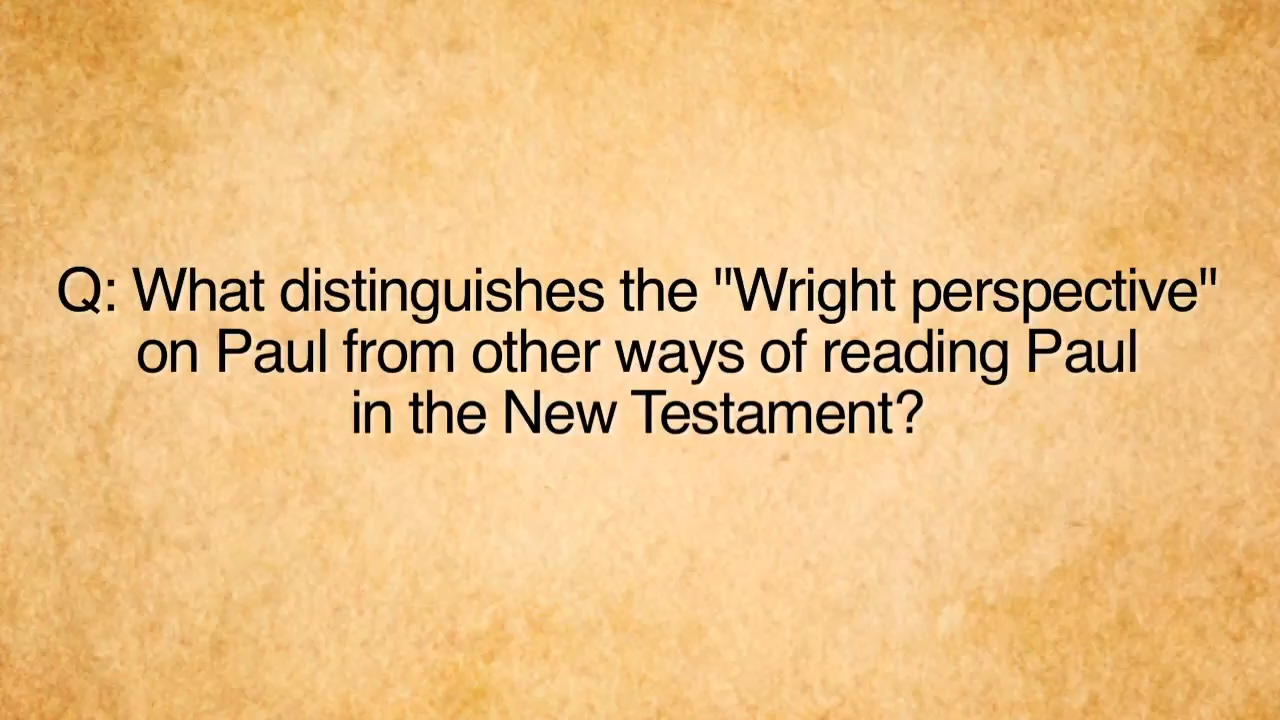 Q: What distinguishes the "Wright perspective"
on Paul from other ways of reading Paul
in the New Testament?